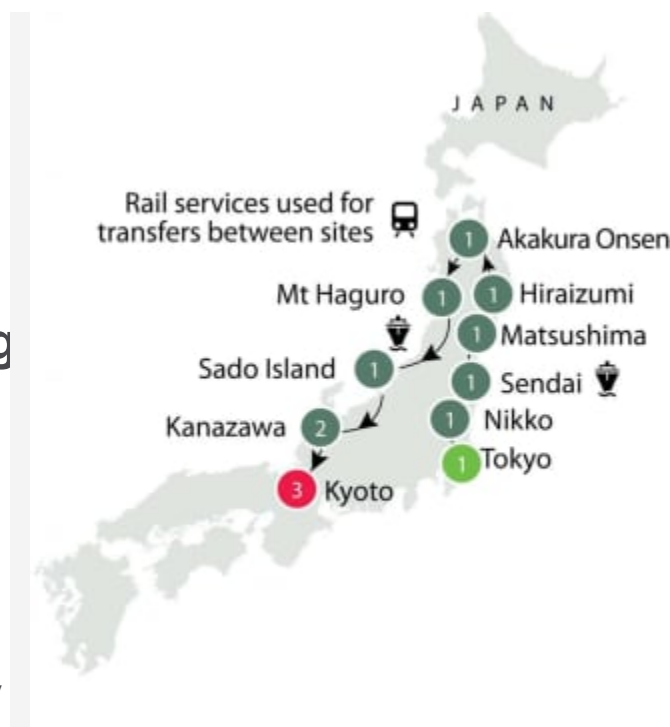 JAPAN
Rail services used for
transfers between sites
1 Akakura Onsen
Mt Haguro 1
1 Hiraizumi
1 Matsushima
Sado Island 1
1 Sendai
1 Nikko
Kanazawa 2
1 Tokyo
3 Kyoto
g